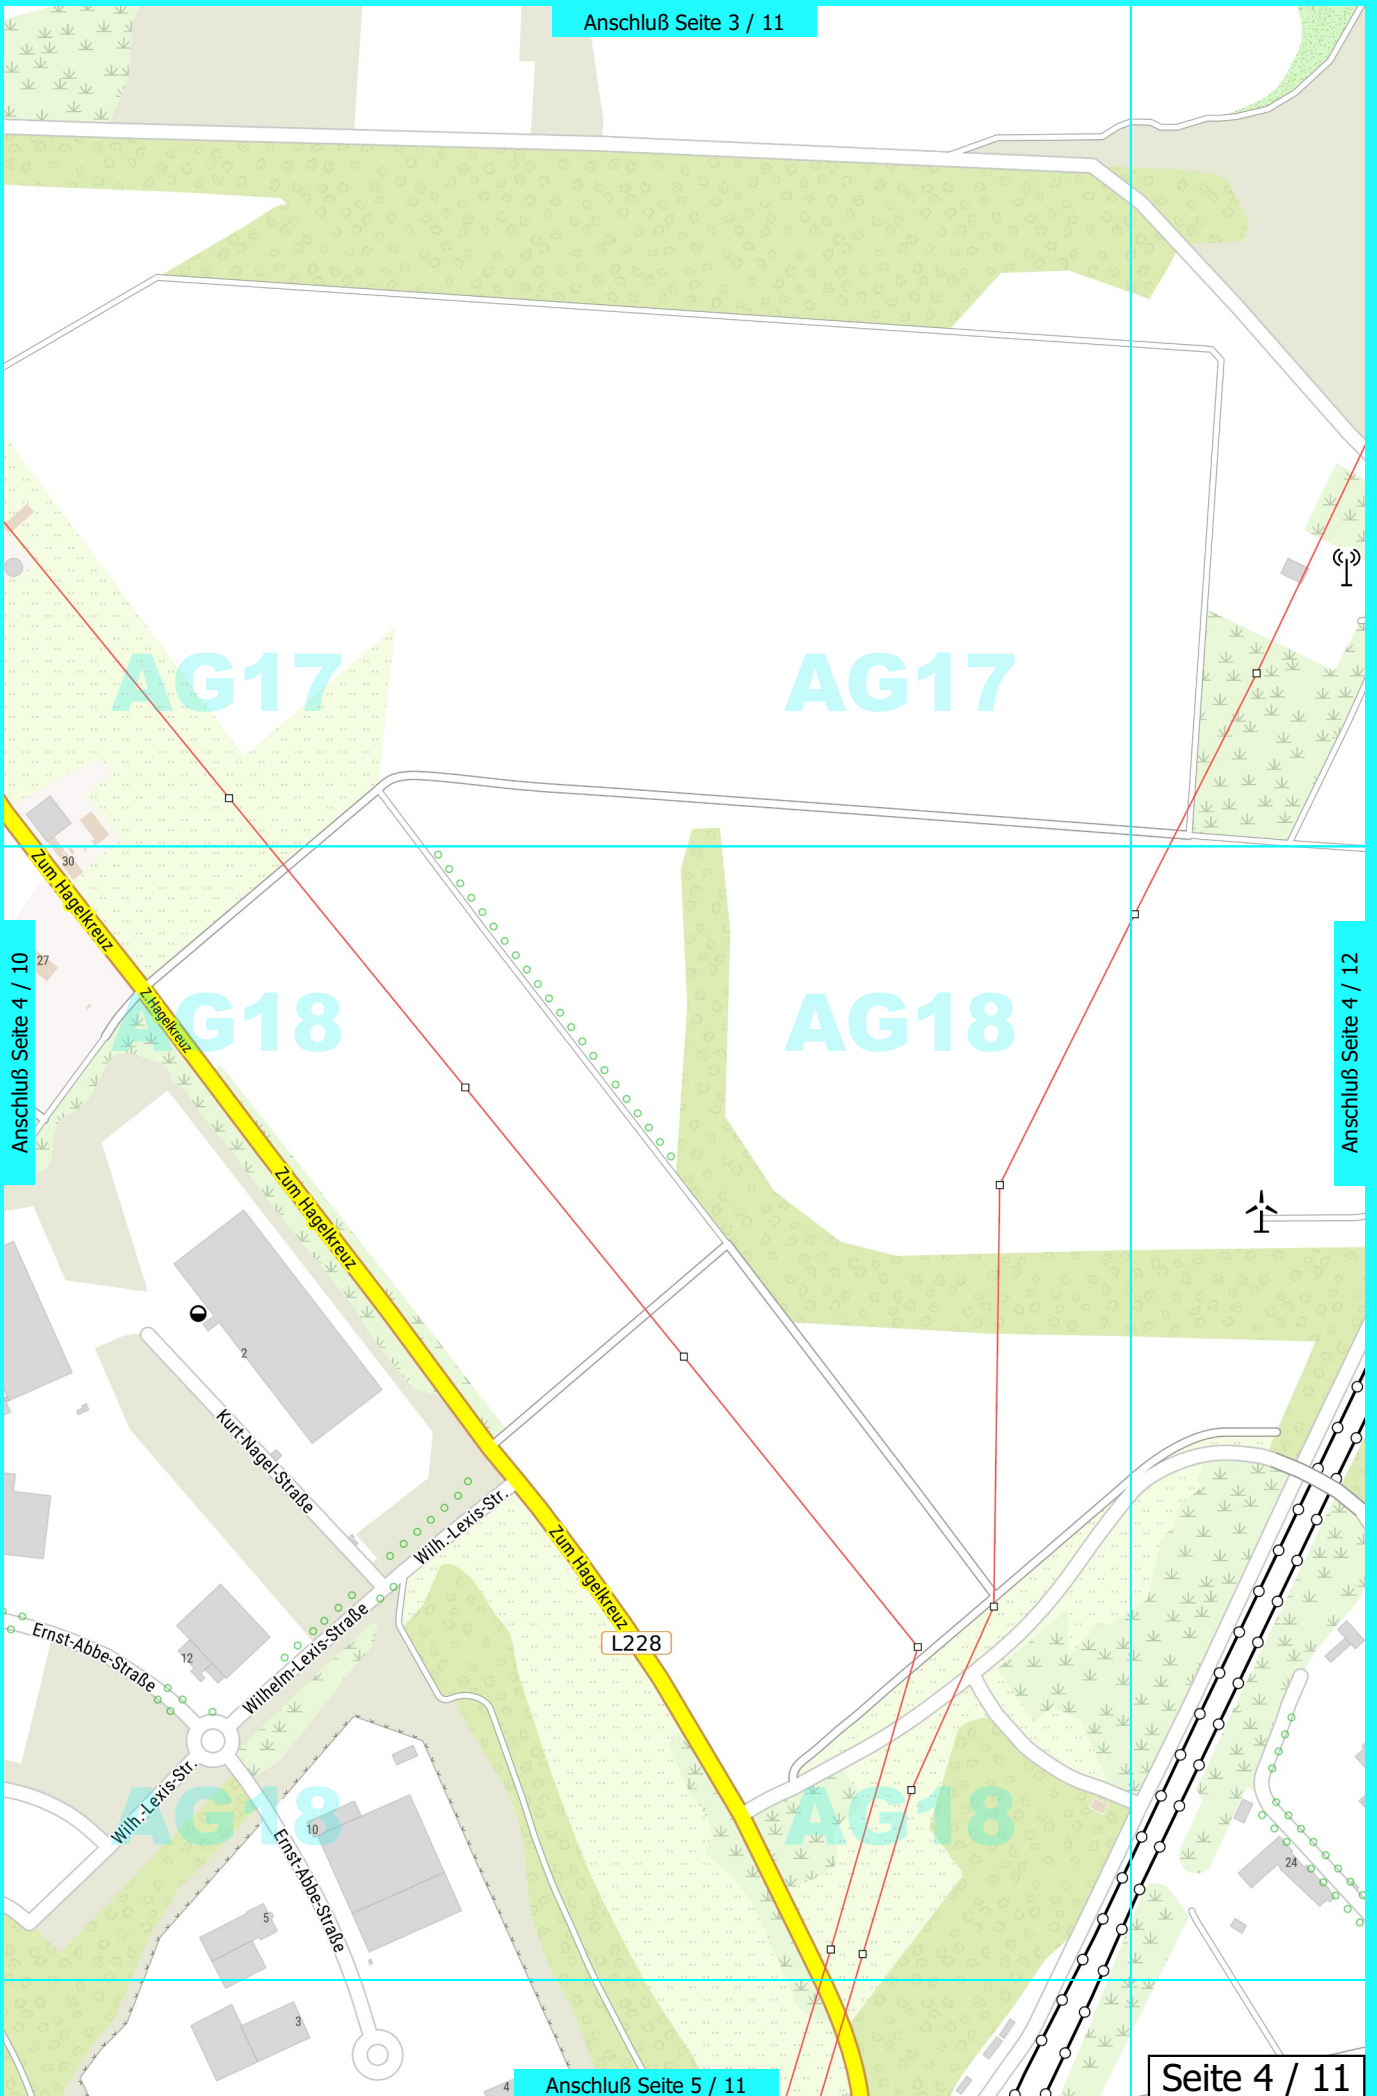 Anschluß Seite 3 / 11
AG17
AG17
30
Zum Hagelkreuz
27
Anschluß Seite 4 / 10
Anschluß Seite 4 / 12
Z.Hagelkreuz
AG18
AG18
Zum Hagelkreuz
2
Kurt-Nagel-Straße
Wilh.-Lexis-Str.
Zum Hagelkreuz
L228
Ernst-Abbe-Straße
12
Wilhelm-Lexis-Straße
Wilh.-Lexis-Str.
AG18
AG18
10
Ernst-Abbe-Straße
24
5
3
4
Anschluß Seite 5 / 11
Seite 4 / 11